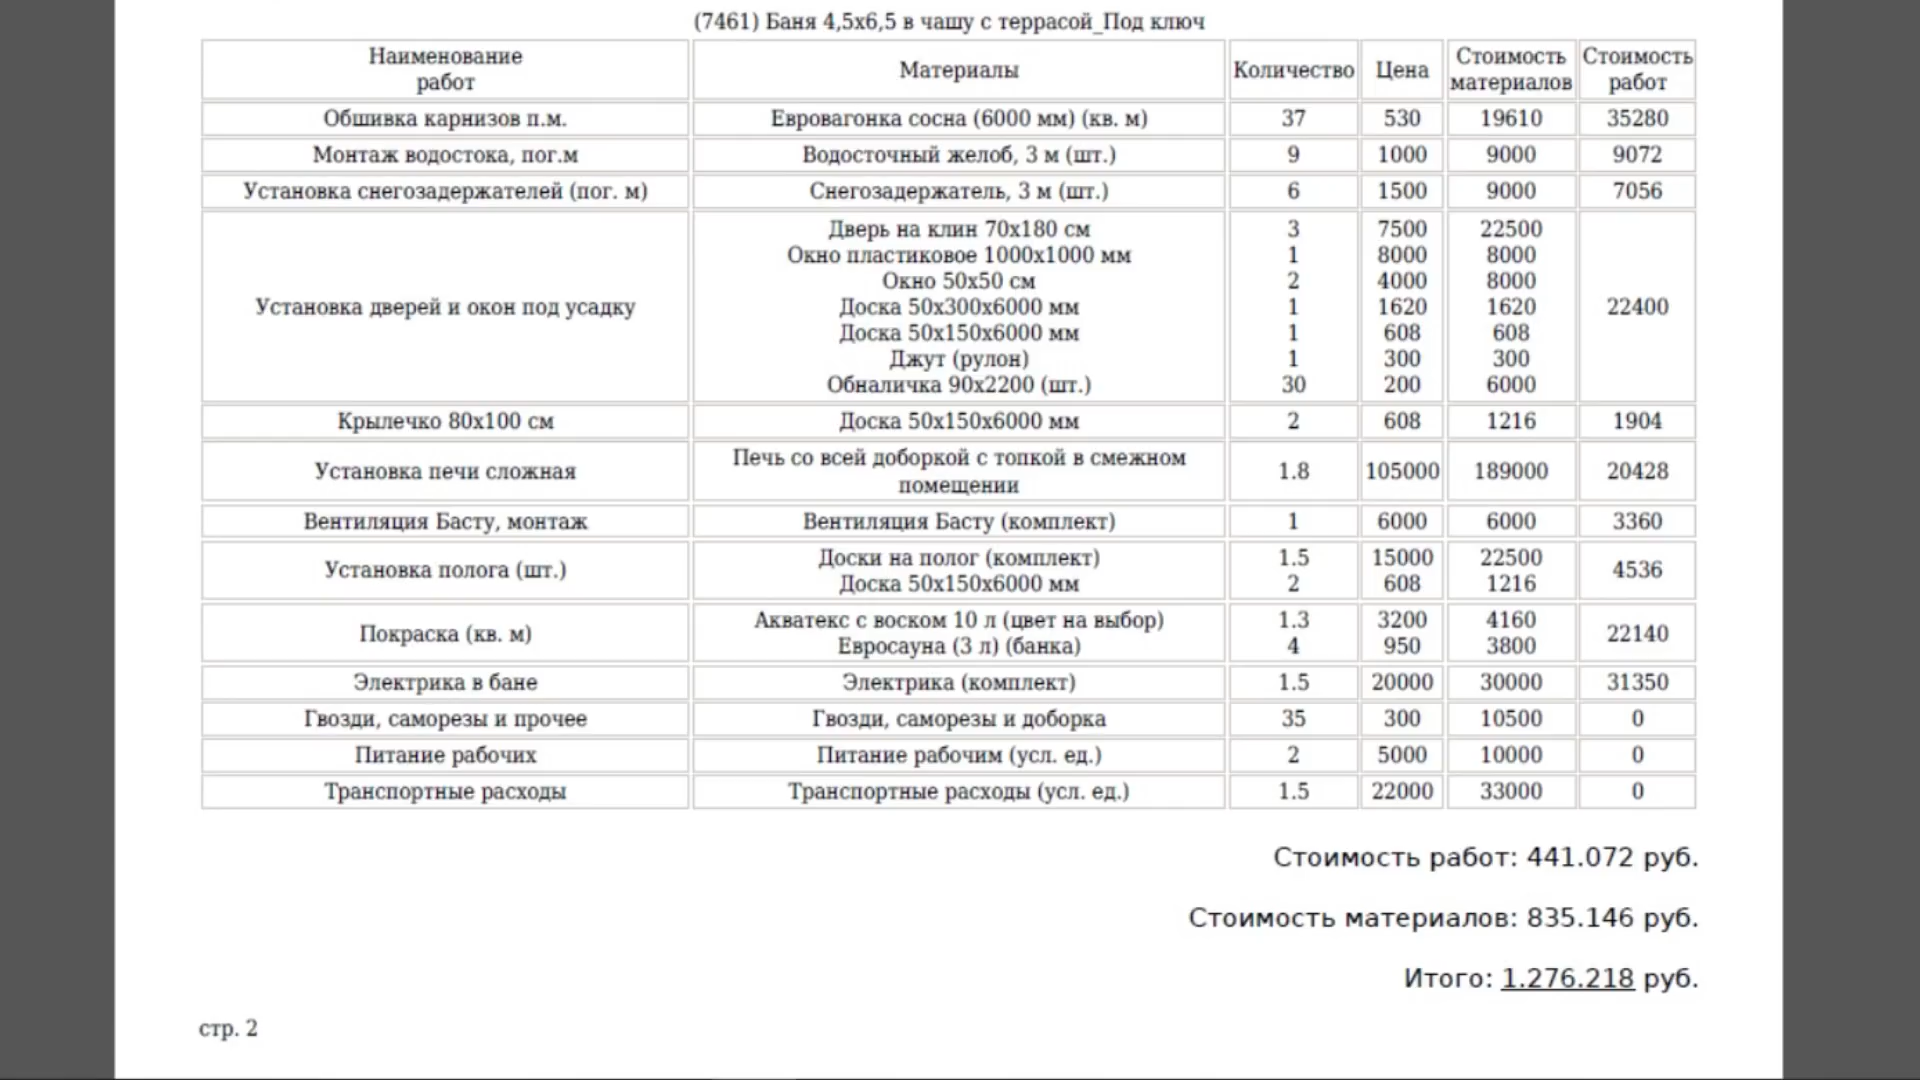 (7461) Баня 4,5х6,5 в чашу с террасой_Под ключ
Наименование работ Материалы Количество Цена Стоимость материалов Стоимость работ
Обшивка карнизов п.м. Евровагонка сосна (6000 мм) (кв. м) 37 530 19610 35280
Монтаж водостока, пог.м Водосточный желоб, 3 м (шт.) 9 1000 9000 9072
Установка снегозадержателей (пог. м) Снегозадержатель, 3 м (шт.) 6 1500 9000 7056
Установка дверей и окон под усадку
Дверь на клин 70х180 см 3 7500 22500
Окно пластиковое 1000х1000 мм 1 8000 8000
Окно 50х50 см 2 4000 8000
Доска 50х300х6000 мм 1 1620 1620 22400
Доска 50х150х6000 мм 1 608 608
Джут (рулон) 1 300 300
Обналичка 90х2200 (шт.) 30 200 6000
Крылечко 80х100 см Доска 50х150х6000 мм 2 608 1216 1904
Установка печи сложная Печь со всей доборкой с топкой в смежном помещении 1.8 105000 189000 20428
Вентиляция Басту, монтаж Вентиляция Басту (комплект) 1 6000 6000 3360
Установка полога (шт.)
Доски на полог (комплект) 1.5 15000 22500
Доска 50х150х6000 мм 2 608 1216
4536
Покраска (кв. м)
Акватекс с воском 10 л (цвет на выбор) 1.3 3200 4160
Евросауна (3 л) (банка) 4 950 3800
22140
Электрика в бане Электрика (комплект) 1.5 20000 30000 31350
Гвозди, саморезы и прочее Гвозди, саморезы и доборка 35 300 10500 0
Питание рабочих Питание рабочим (усл. ед.) 2 5000 10000 0
Транспортные расходы Транспортные расходы (усл. ед.) 1.5 22000 33000 0
Стоимость работ: 441.072 руб.
Стоимость материалов: 835.146 руб.
Итого: 1.276.218 руб.
стр. 2